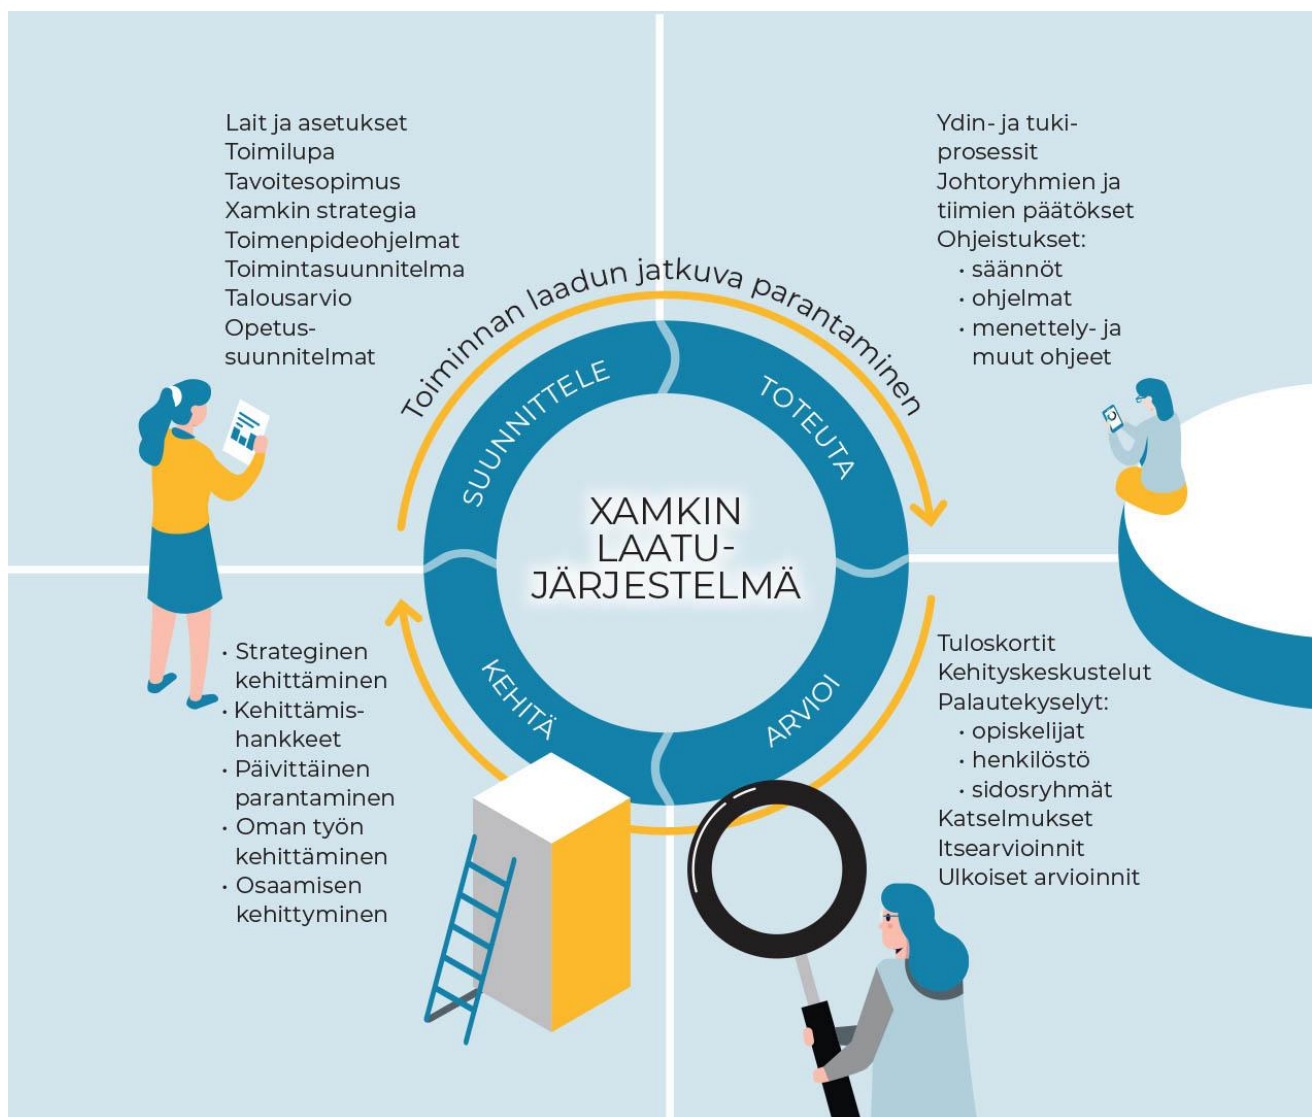 Lait ja asetukset
Toimilupa
Tavoitesopimus
Xamkin strategia
Toimenpideohjelmat
Toimintasuunnitelma
Talousarvio
Opetus-
suunnitelmat
Ydin- ja tuki-
prosessit
Johtoryhmien ja
tiimien päätökset
Ohjeistukset:
• säännöt
• ohjelmat
• menettely- ja
muut ohjeet
Toiminnan laadun jatkuva parantaminen
SUUNNITTELE
TOTEUTA
XAMKIN
LAATU-
JÄRJESTELMÄ
KEHITÄ
ARVIOI
• Strateginen
kehittäminen
• Kehittämis-
hankkeet
• Päivittäinen
parantaminen
• Oman työn
kehittäminen
• Osaamisen
kehittyminen
Tuloskortit
Kehityskeskustelut
Palautekyselyt:
• opiskelijat
• henkilöstö
• sidosryhmät
Katselmukset
Itsearvioinnit
Ulkoiset arvioinnit